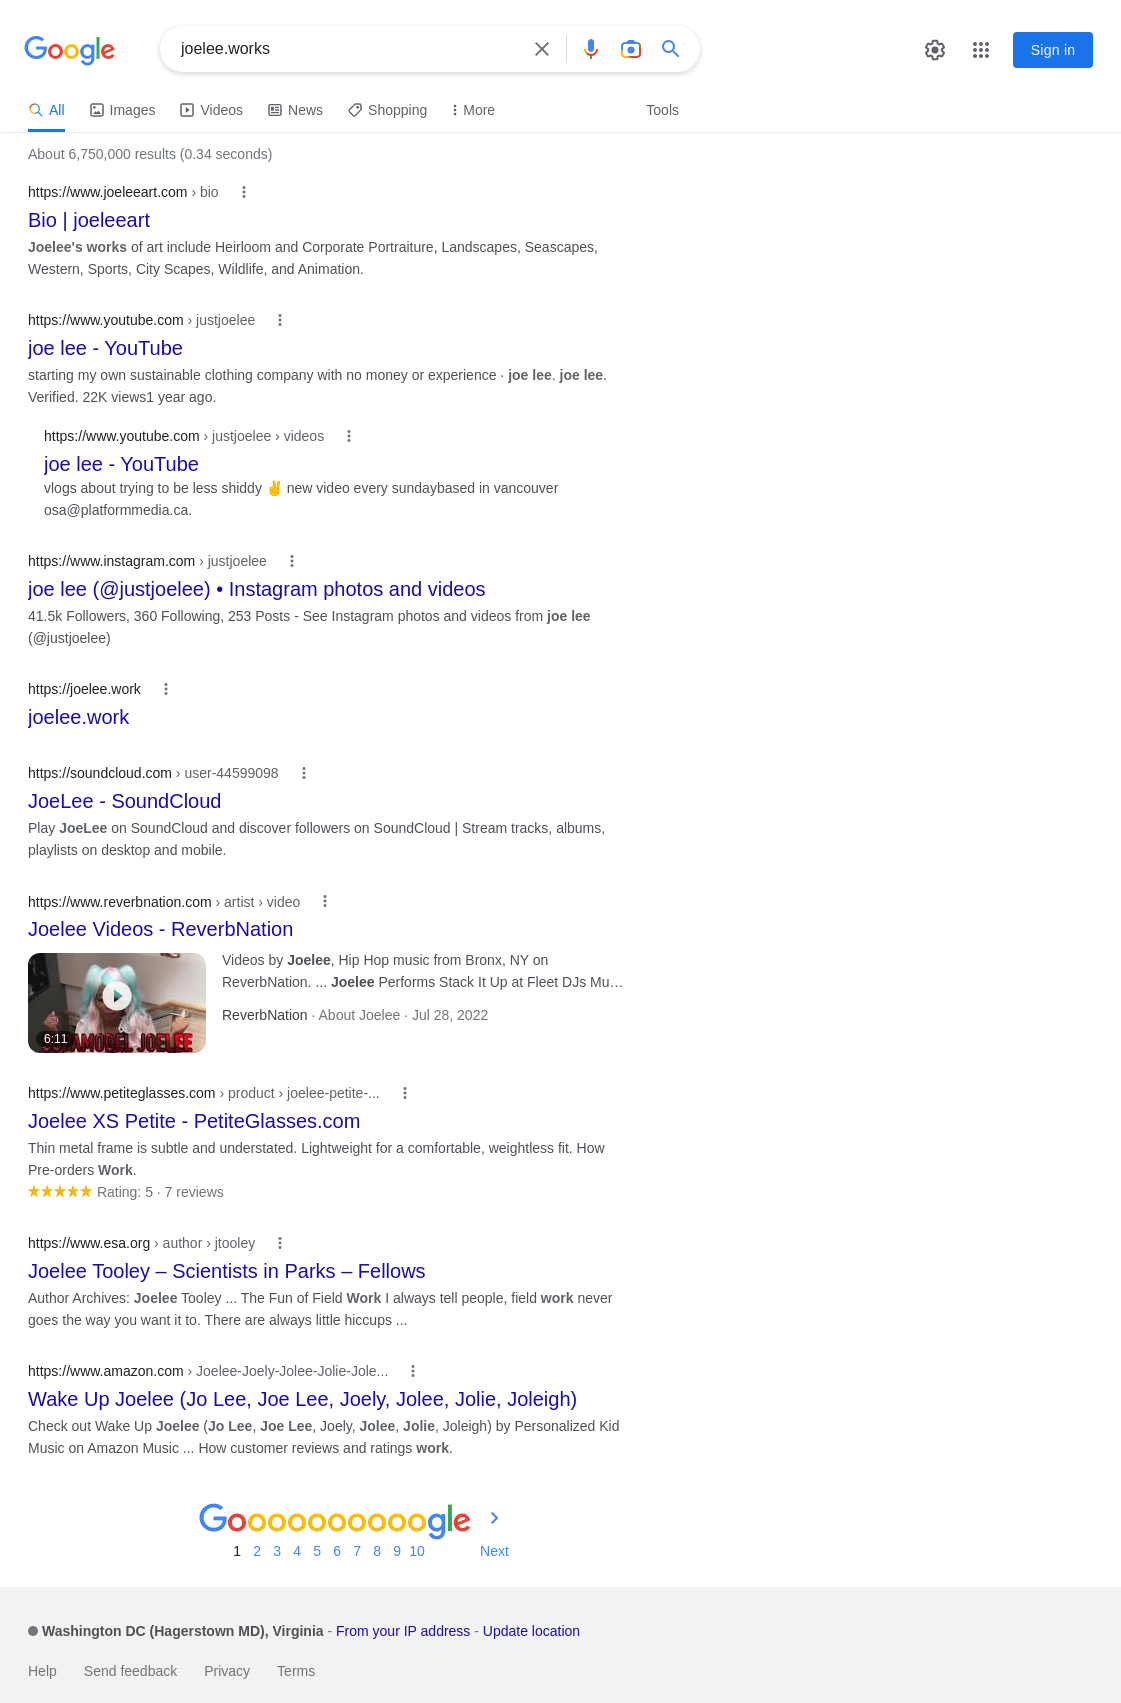 Google
joelee.works
Sign in
All
Images
Videos
News
Shopping
More
Tools
About 6,750,000 results (0.34 seconds)
https://www.joeleeart.com › bio
Bio | joeleeart
Joelee's works of art include Heirloom and Corporate Portraiture, Landscapes, Seascapes,
Western, Sports, City Scapes, Wildlife, and Animation.
https://www.youtube.com › justjoelee
joe lee - YouTube
starting my own sustainable clothing company with no money or experience · joe lee. joe lee.
Verified. 22K views1 year ago.
https://www.youtube.com › justjoelee › videos
joe lee - YouTube
vlogs about trying to be less shiddy ✌ new video every sundaybased in vancouver
osa@platformmedia.ca.
https://www.instagram.com › justjoelee
joe lee (@justjoelee) • Instagram photos and videos
41.5k Followers, 360 Following, 253 Posts - See Instagram photos and videos from joe lee
(@justjoelee)
https://joelee.work
joelee.work
https://soundcloud.com › user-44599098
JoeLee - SoundCloud
Play JoeLee on SoundCloud and discover followers on SoundCloud | Stream tracks, albums,
playlists on desktop and mobile.
https://www.reverbnation.com › artist › video
Joelee Videos - ReverbNation
Videos by Joelee, Hip Hop music from Bronx, NY on
ReverbNation. ... Joelee Performs Stack It Up at Fleet DJs Mu…
ReverbNation · About Joelee · Jul 28, 2022
6:11
JOELEE
https://www.petiteglasses.com › product › joelee-petite-...
Joelee XS Petite - PetiteGlasses.com
Thin metal frame is subtle and understated. Lightweight for a comfortable, weightless fit. How
Pre-orders Work.
Rating: 5 · 7 reviews
https://www.esa.org › author › jtooley
Joelee Tooley – Scientists in Parks – Fellows
Author Archives: Joelee Tooley ... The Fun of Field Work I always tell people, field work never
goes the way you want it to. There are always little hiccups ...
https://www.amazon.com › Joelee-Joely-Jolee-Jolie-Jole...
Wake Up Joelee (Jo Lee, Joe Lee, Joely, Jolee, Jolie, Joleigh)
Check out Wake Up Joelee (Jo Lee, Joe Lee, Joely, Jolee, Jolie, Joleigh) by Personalized Kid
Music on Amazon Music ... How customer reviews and ratings work.
Goooooooooogle
1 2 3 4 5 6 7 8 9 10 Next
Washington DC (Hagerstown MD), Virginia - From your IP address - Update location
Help Send feedback Privacy Terms